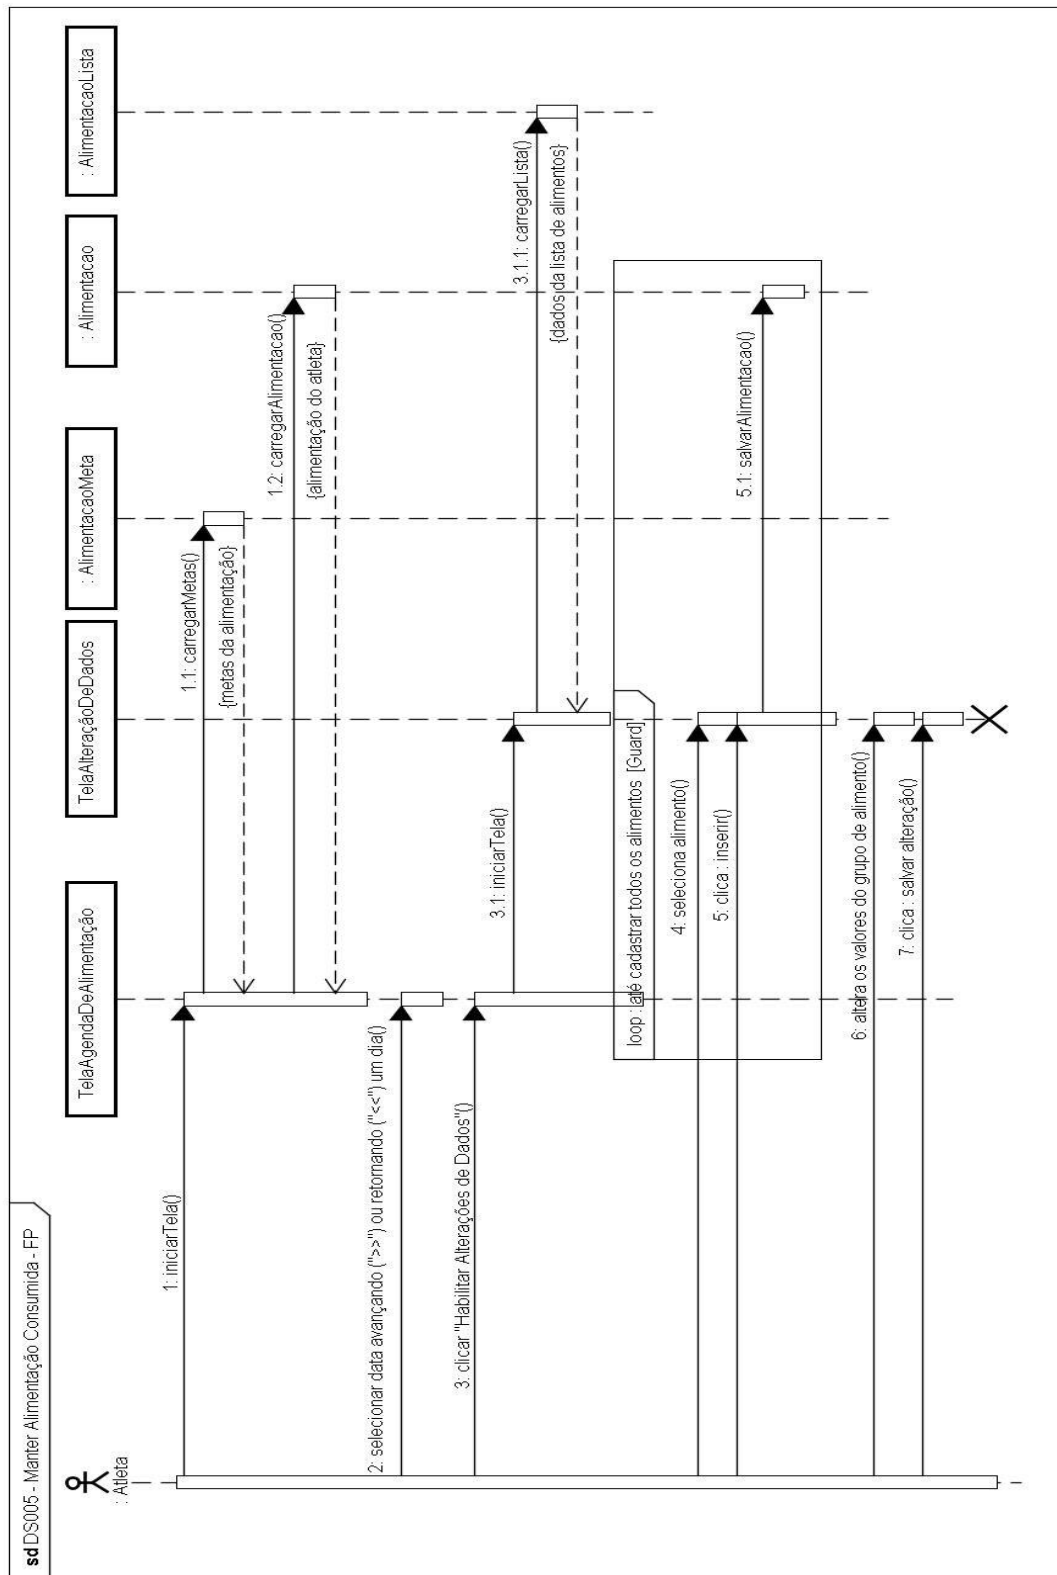 sd DS005 - Manter Alimentação Consumida - FP
: Atleta
TelaAgendaDeAlimentação
TelaAlteraçãoDeDados
: AlimentacaoMeta
: Alimentacao
: AlimentacaoLista
1: iniciarTela()
1.1: carregarMetas()
{metas da alimentação}
1.2: carregarAlimentacao()
{alimentação do atleta}
2: selecionar data avançando (">>") ou retornando ("<<") um dia()
3: clicar "Habilitar Alterações de Dados"()
3.1: iniciarTela()
3.1.1: carregarLista()
{dados da lista de alimentos}
loop : até cadastrar todos os alimentos [Guard]
4: seleciona alimento()
5: clica : inserir()
5.1: salvarAlimentacao()
6: altera os valores do grupo de alimento()
7: clica : salvar alteração()